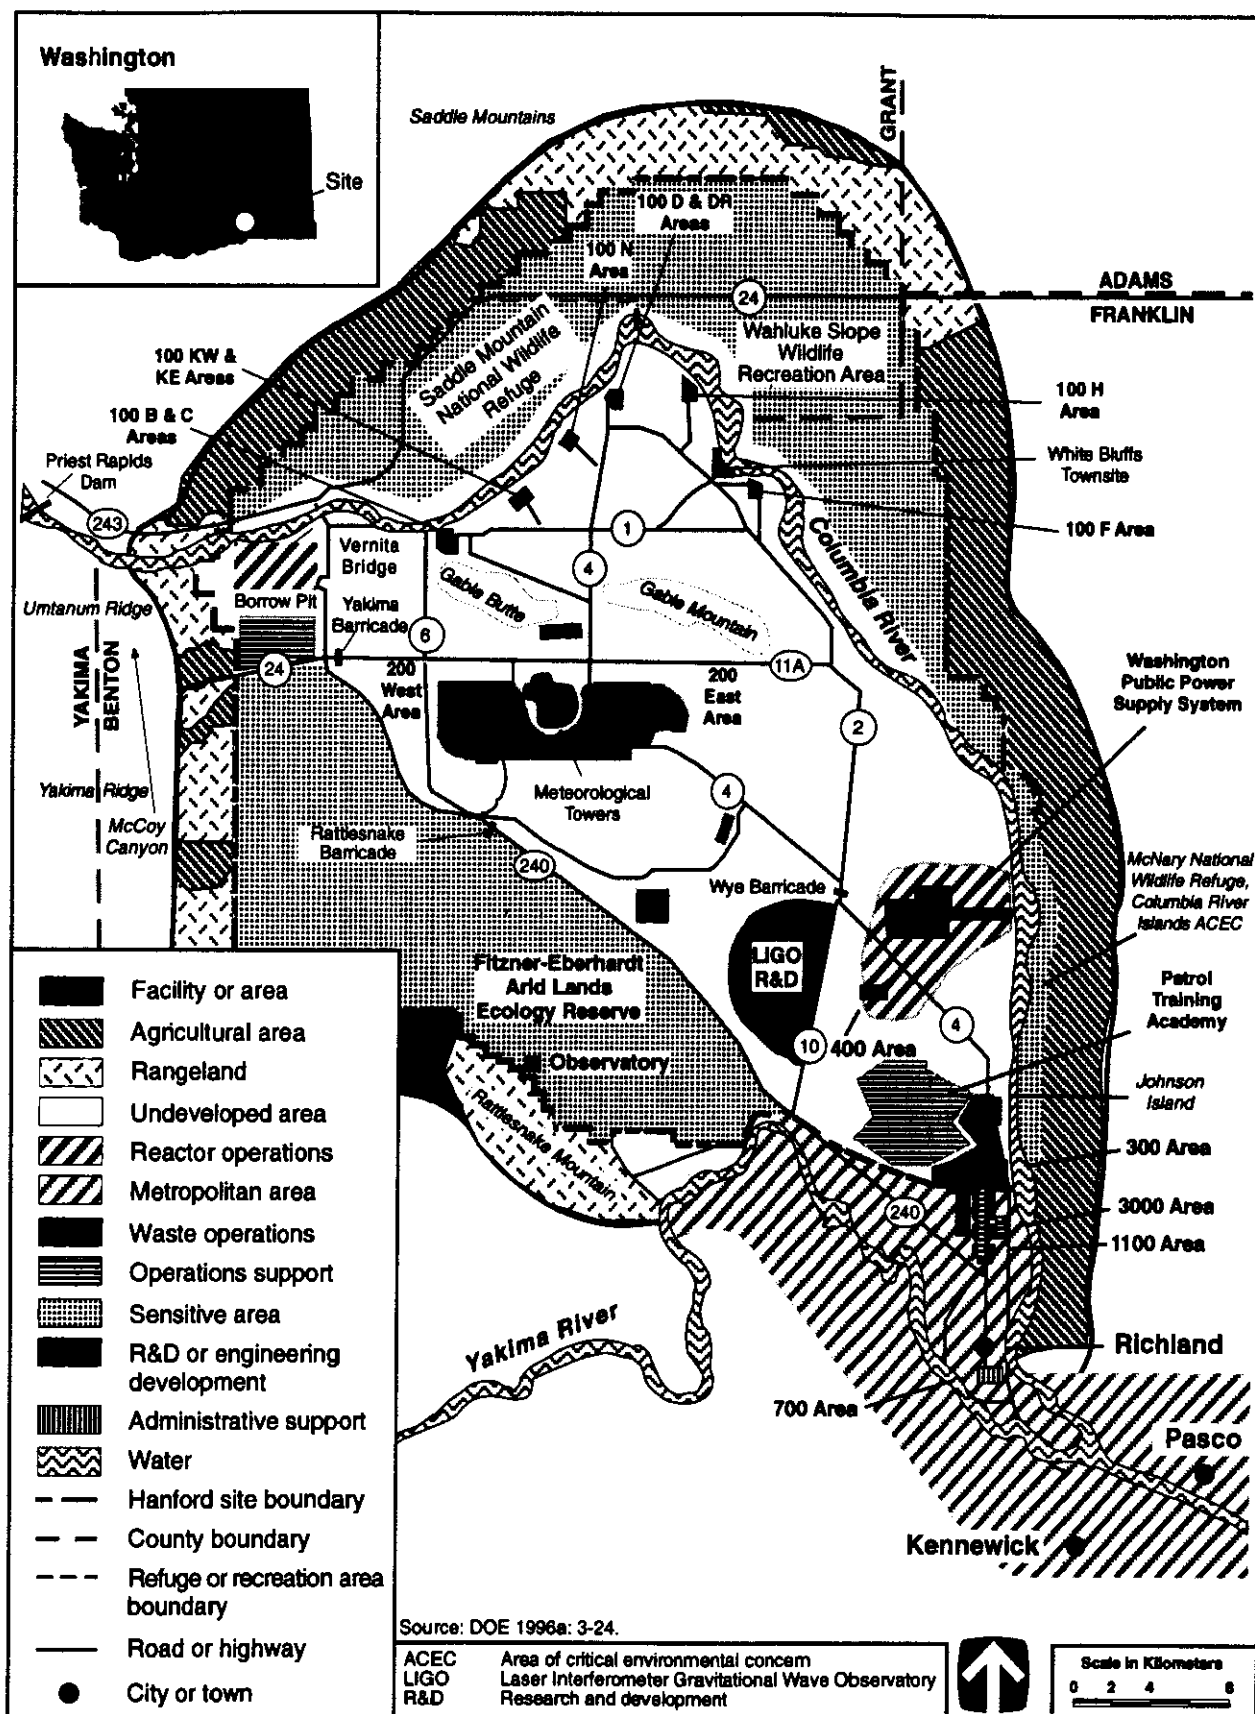 Washington
Site
Saddle Mountains
GRANT
100 D & DR
Areas
100 N
Area
24
ADAMS
FRANKLIN
Saddle Mountain
National Wildlife
Refuge
Wahluke Slope
Wildlife
Recreation Area
100 KW &
KE Areas
100 B & C
Areas
100 H
Area
Priest Rapids
Dam
White Bluffs
Townsite
243
1
100 F Area
Vernita
Bridge
4
Columbia River
Umtanum Ridge
Borrow Pit
Gable Butte
Gable Mountain
Yakima
Barricade
6
24
11A
Washington
Public Power
Supply System
200
West
Area
200
East
Area
YAKIMA
BENTON
2
Yakima Ridge
McCoy
Canyon
Meteorological
Towers
4
Rattlesnake
Barricade
240
Wye Barricade
McNary National
Wildlife Refuge,
Columbia River
Islands ACEC
LIGO
R&D
Fitzner-Eberhardt
Arid Lands
Ecology Reserve
Patrol
Training
Academy
4
10
400 Area
Observatory
Johnson
Island
Rattlesnake Mountain
300 Area
240
3000 Area
1100 Area
Yakima River
Richland
700 Area
Pasco
Kennewick
Facility or area
Agricultural area
Rangeland
Undeveloped area
Reactor operations
Metropolitan area
Waste operations
Operations support
Sensitive area
R&D or engineering
development
Administrative support
Water
Hanford site boundary
County boundary
Refuge or recreation area
boundary
Road or highway
City or town
Source: DOE 1996a: 3-24.
ACEC Area of critical environmental concern
LIGO Laser Interferometer Gravitational Wave Observatory
R&D Research and development
Scale in Kilometers
0 2 4 8